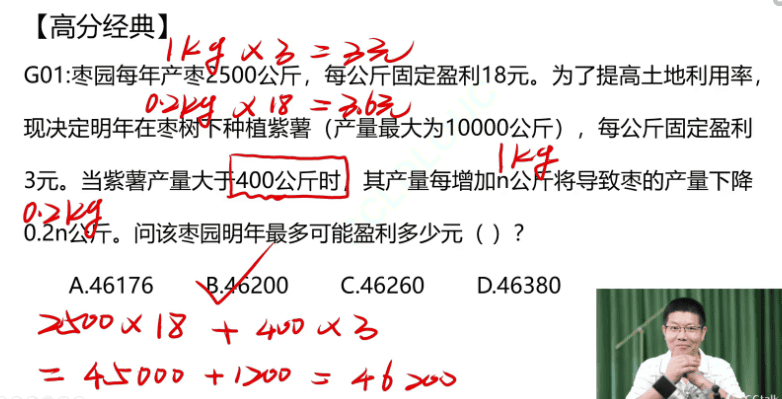 【高分经典】
1kg × 3 = 3元
G01:枣园每年产枣2500公斤，每公斤固定盈利18元。为了提高土地利用率，
0.2kg × 18 = 3.6元
现决定明年在枣树下种植紫薯（产量最大为10000公斤），每公斤固定盈利
1kg
3元。当紫薯产量大于400公斤时，其产量每增加n公斤将导致枣的产量下降
0.2kg
0.2n公斤。问该枣园明年最多可能盈利多少元（ ）？
A.46176 B.46200 C.46260 D.46380
2500 × 18 + 400 × 3
= 45000 + 1200 = 46200